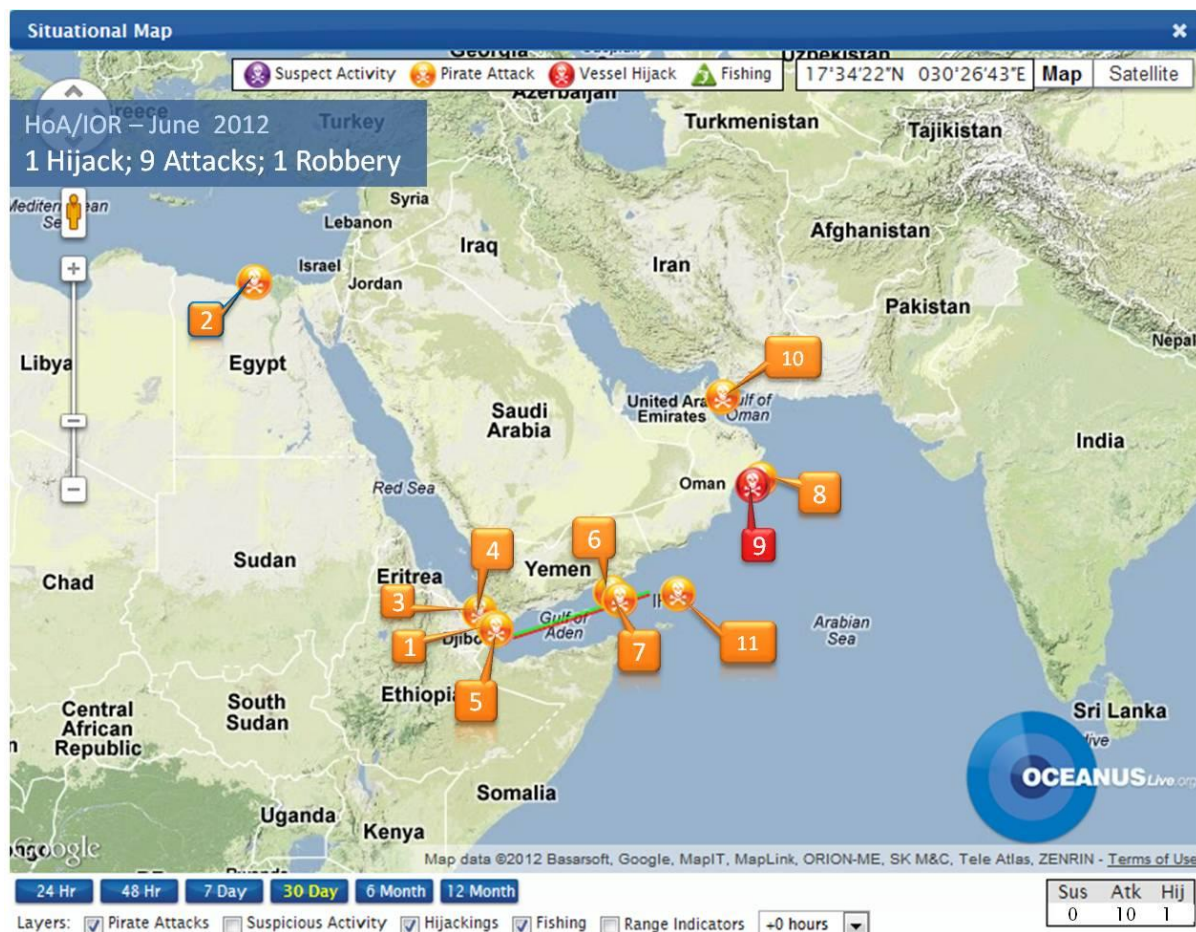 Situational Map
Suspect Activity Pirate Attack Vessel Hijack Fishing
17°34'22"N 030°26'43"E Map Satellite
HoA/IOR – June 2012
1 Hijack; 9 Attacks; 1 Robbery
Georgia
Uzbekistan
Azerbaijan
Greece
Turkey
Turkmenistan
Tajikistan
Syria
Lebanon
Afghanistan
Iraq
Iran
Israel
Jordan
Pakistan
Nepal
2
Libya
Egypt
10
United Ara
Emirates
ulf of
Oman
Saudi
Arabia
India
Red Sea
Oman
8
9
4
6
Sudan
Yemen
Chad
Eritrea
3
1
Djibo
Gulf of
Aden
7
11
Arabian
Sea
5
Ethiopia
South
Sudan
Central
African
Republic
Sri Lanka
OCEANUSLive.org
Somalia
Uganda
Kenya
Google
Map data ©2012 Basarsoft, Google, MapIT, MapLink, ORION-ME, SK M&C, Tele Atlas, ZENRIN - Terms of Use
24 Hr 48 Hr 7 Day 30 Day 6 Month 12 Month
Sus Atk Hij
0 10 1
Layers: Pirate Attacks Suspicious Activity Hijackings Fishing Range Indicators +0 hours